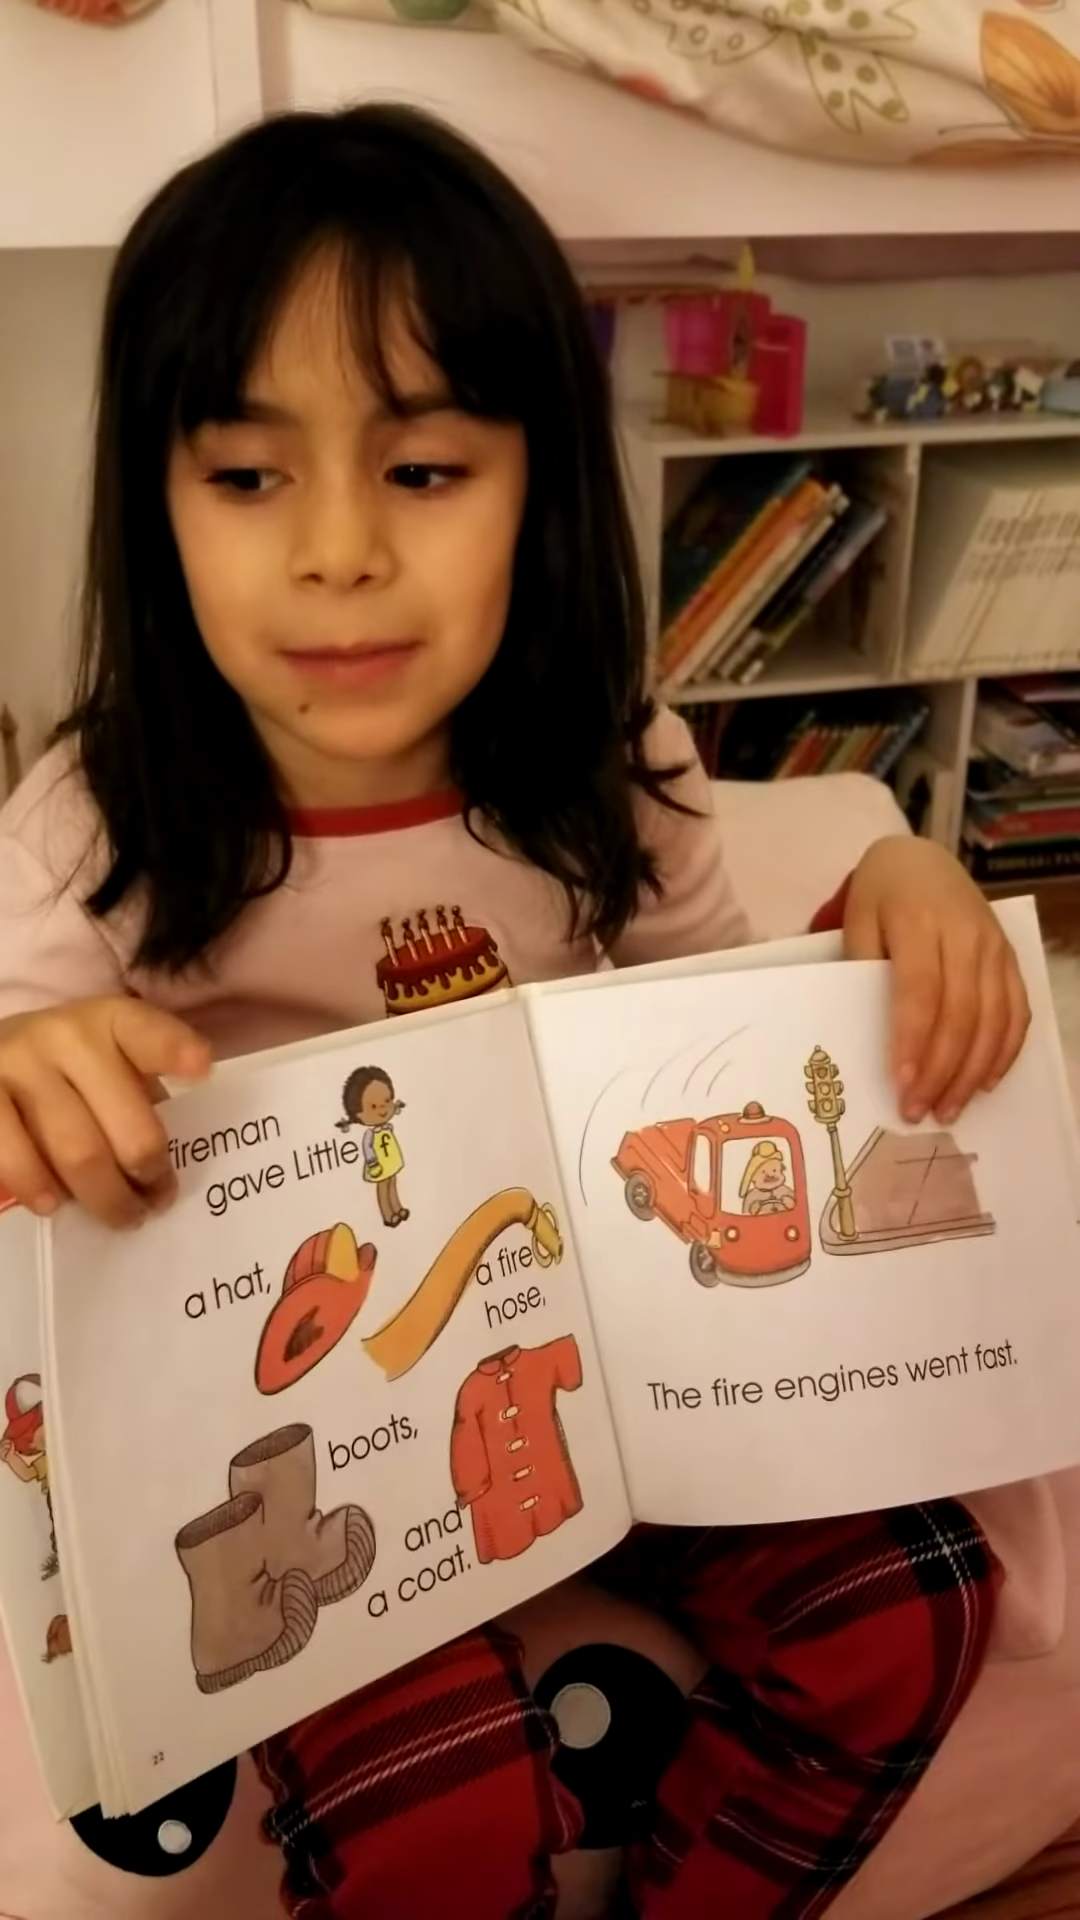 fireman
gave Little
f
a hat,
a fire
hose,
boots,
and
a coat.
22
The fire engines went fast.